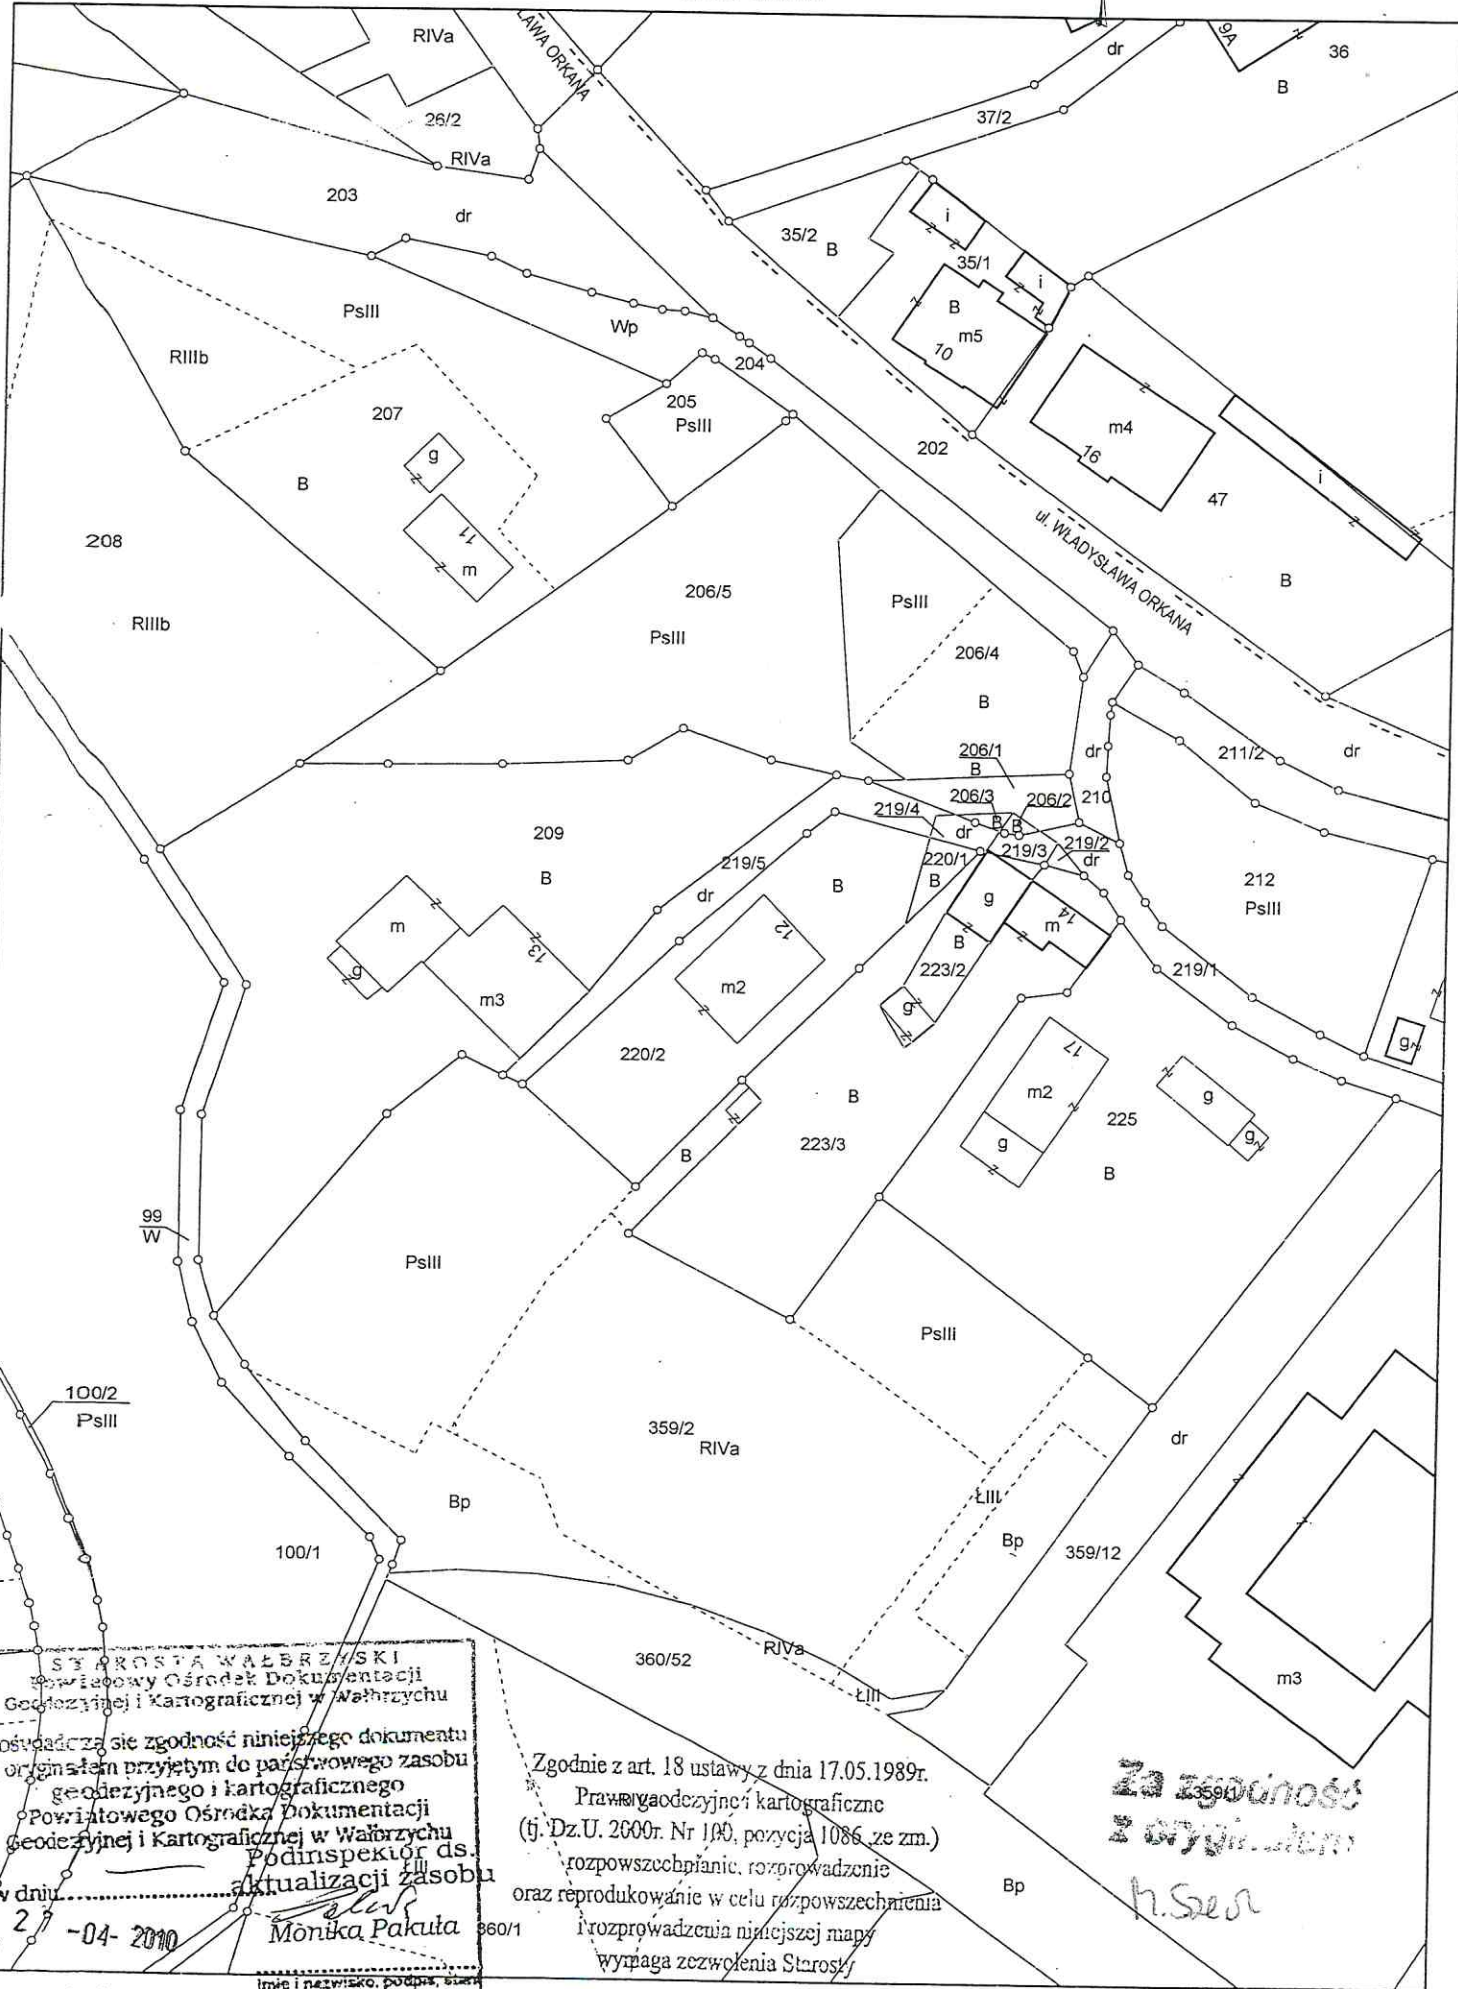 RIVa
ŁAWA ORKANA
dr
9A
36
B
26/2
RIVa
37/2
203
dr
35/2
B
i
35/1
i
B
m5
10
PsIII
Wp
RIIIb
204
207
205
PsIII
m4
16
202
g
B
i
47
11
m
208
ul. WŁADYSŁAWA ORKANA
206/5
PsIII
B
RIIIb
PsIII
206/4
B
206/1
B
dr
211/2
dr
206/3
206/2
210
219/4
B
B
dr
209
219/5
220/1
219/3
219/2
dr
B
B
B
212
PsIII
dr
g
m
14
m
12
B
13
223/2
g
219/1
m3
m2
g
g
220/2
17
B
m2
225
g
g
223/3
g
B
B
99
W
PsIII
PsIII
100/2
PsIII
359/2
RIVa
dr
Bp
ŁIII
Bp
100/1
359/12
360/52
RIVa
m3
ŁIII
STAROSTA WAŁBRZYSKI
Powiatowy Ośrodek Dokumentacji
Geodezyjnej i Kartograficznej w Wałbrzychu
oświadcza się zgodność niniejszego dokumentu
oryginałem przyjętym do państwowego zasobu
geodezyjnego i kartograficznego
Powiatowego Ośrodka Dokumentacji
Geodezyjnej i Kartograficznej w Wałbrzychu
Podinspektor ds.
ŁIII
aktualizacji zasobu
w dniu
-04- 2010
Monika Pakuła
360/1
Imię i nazwisko, podpis,
Zgodnie z art. 18 ustawy z dnia 17.05.1989r.
Prawo geodezyjne i kartograficzne
RIVa
(tj. Dz.U. 2000r. Nr 100, pozycja 1086 ze zm.)
rozpowszechnianie, rozprowadzenie
oraz reprodukowanie w celu rozpowszechnienia
i rozprowadzenia niniejszej mapy
wymaga zezwolenia Starosty
Za zgodność
z oryginałem
Bp